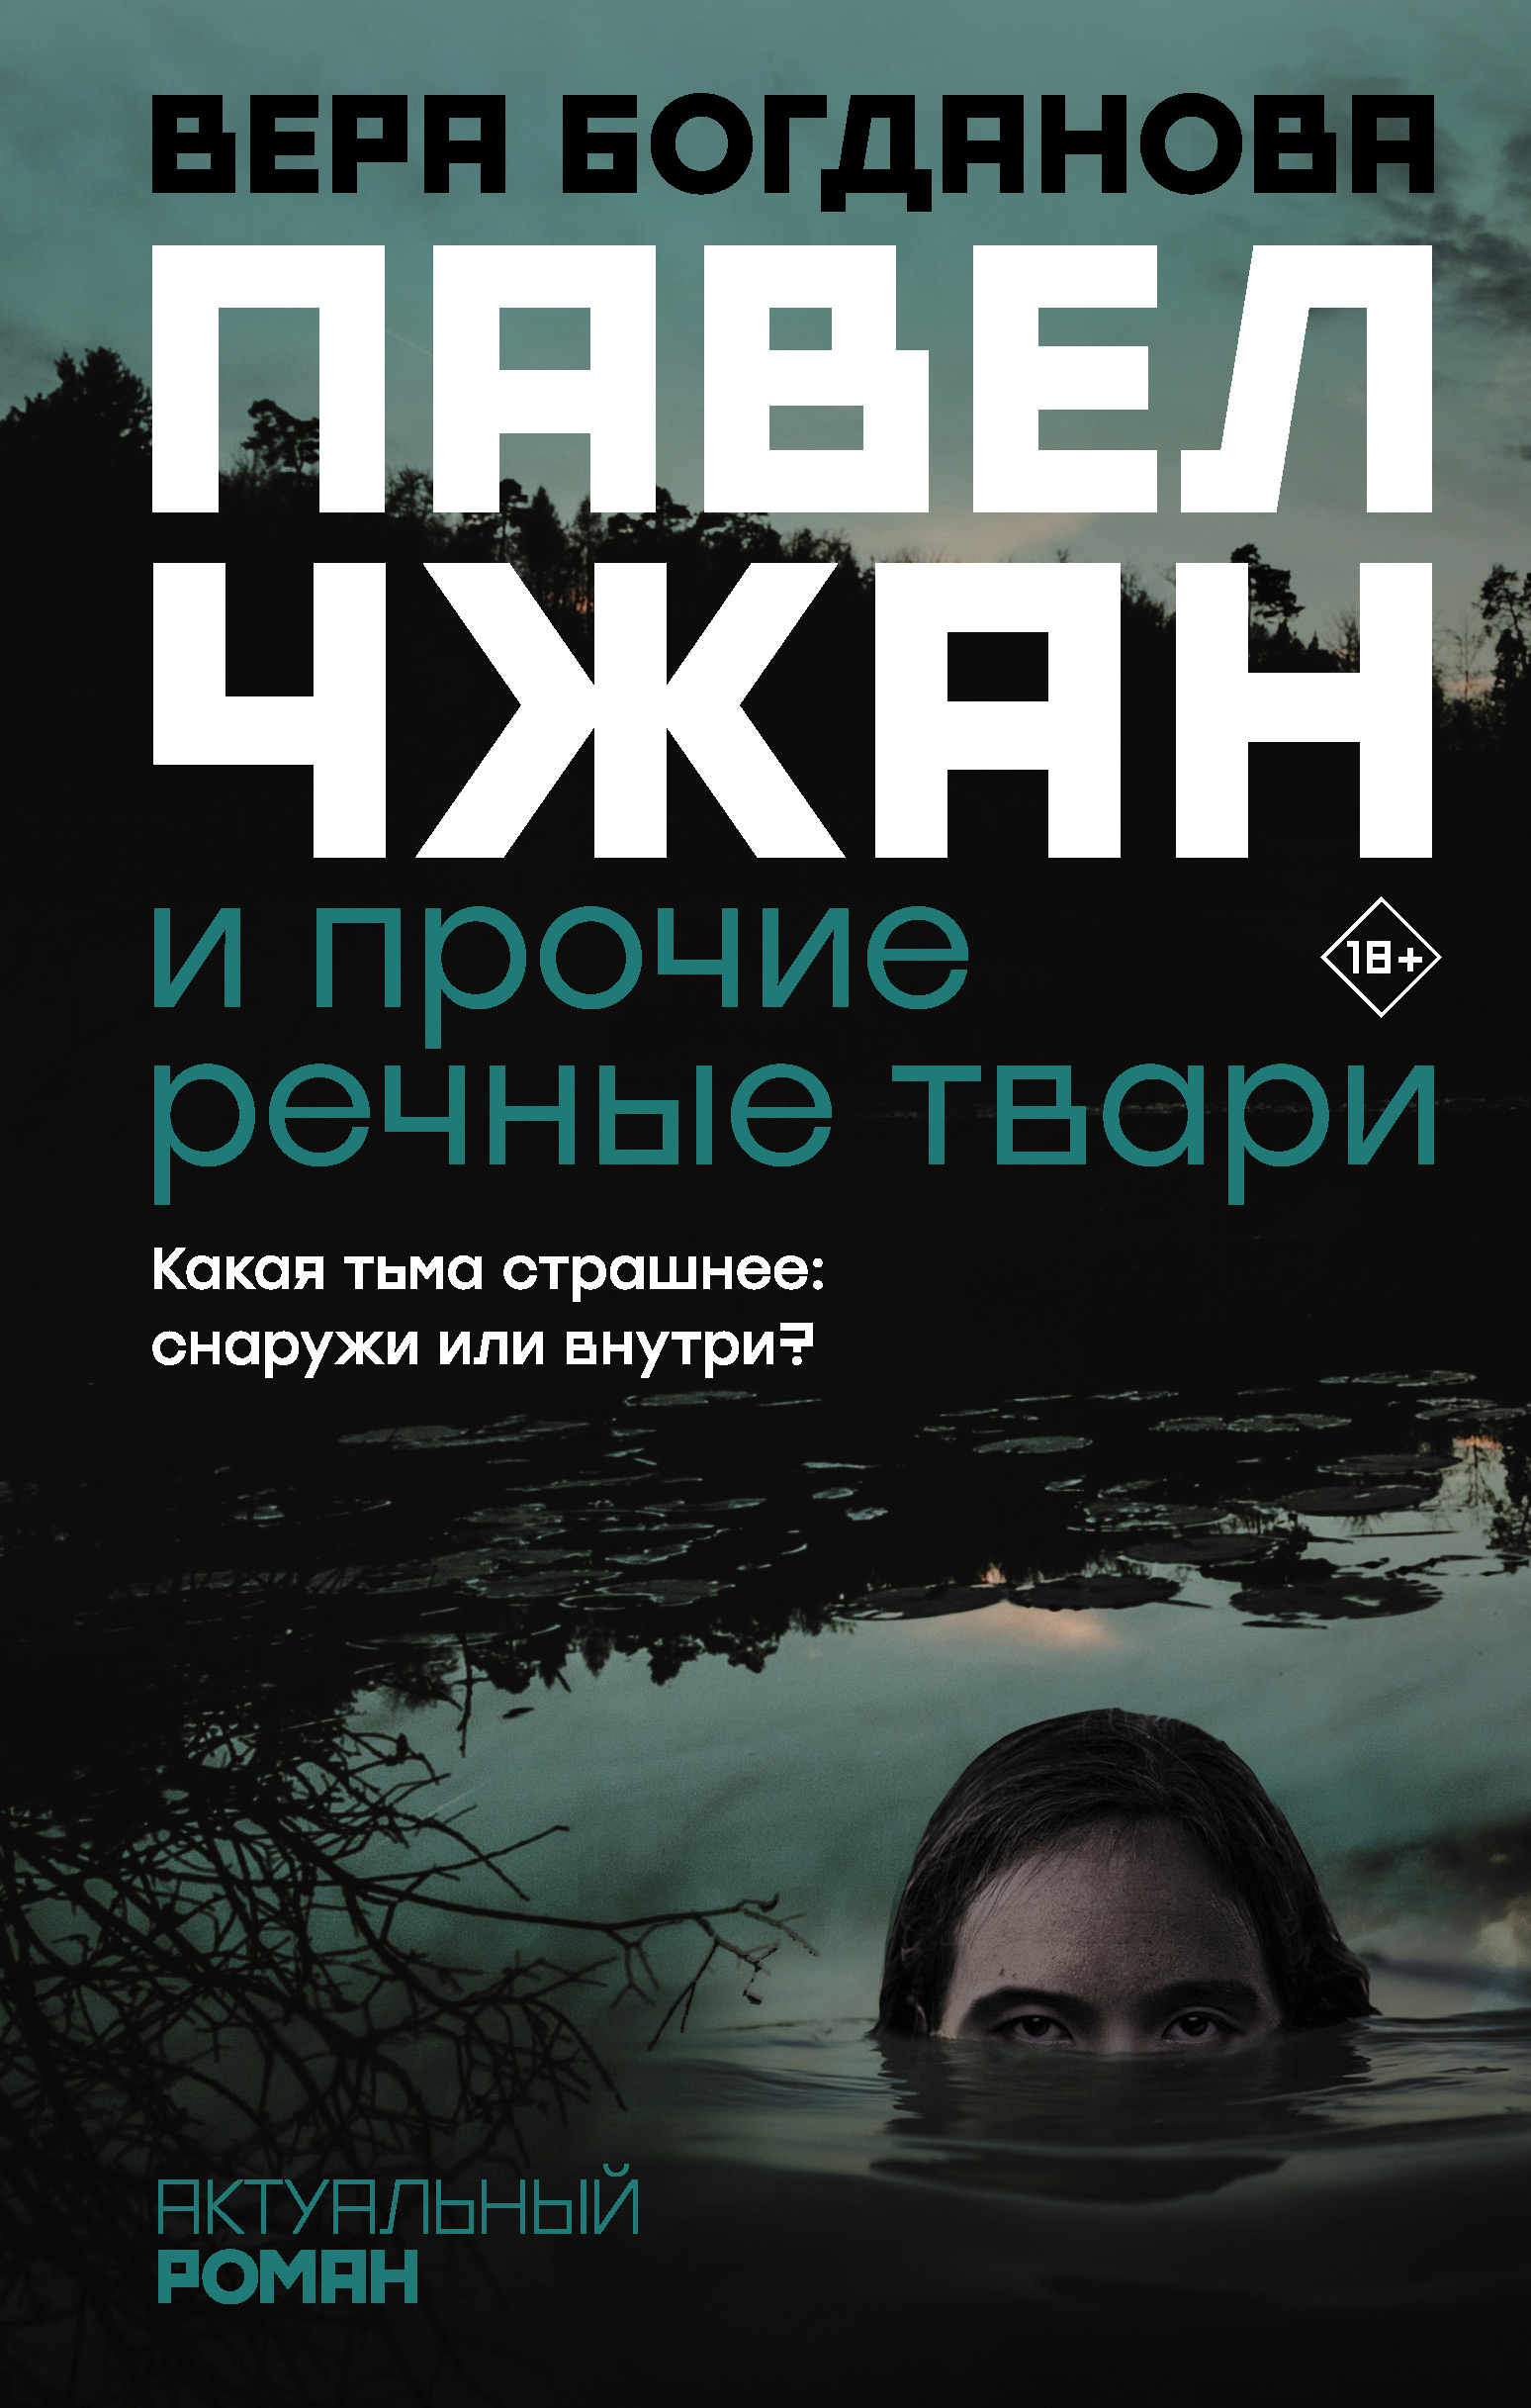 ВЕРА БОГДАНОВА
ПАВЕЛ
ЧЖАН
и прочие
18+
речные твари
Какая тьма страшнее:
снаружи или внутри?
АКТУАЛЬНЫЙ
РОМАН